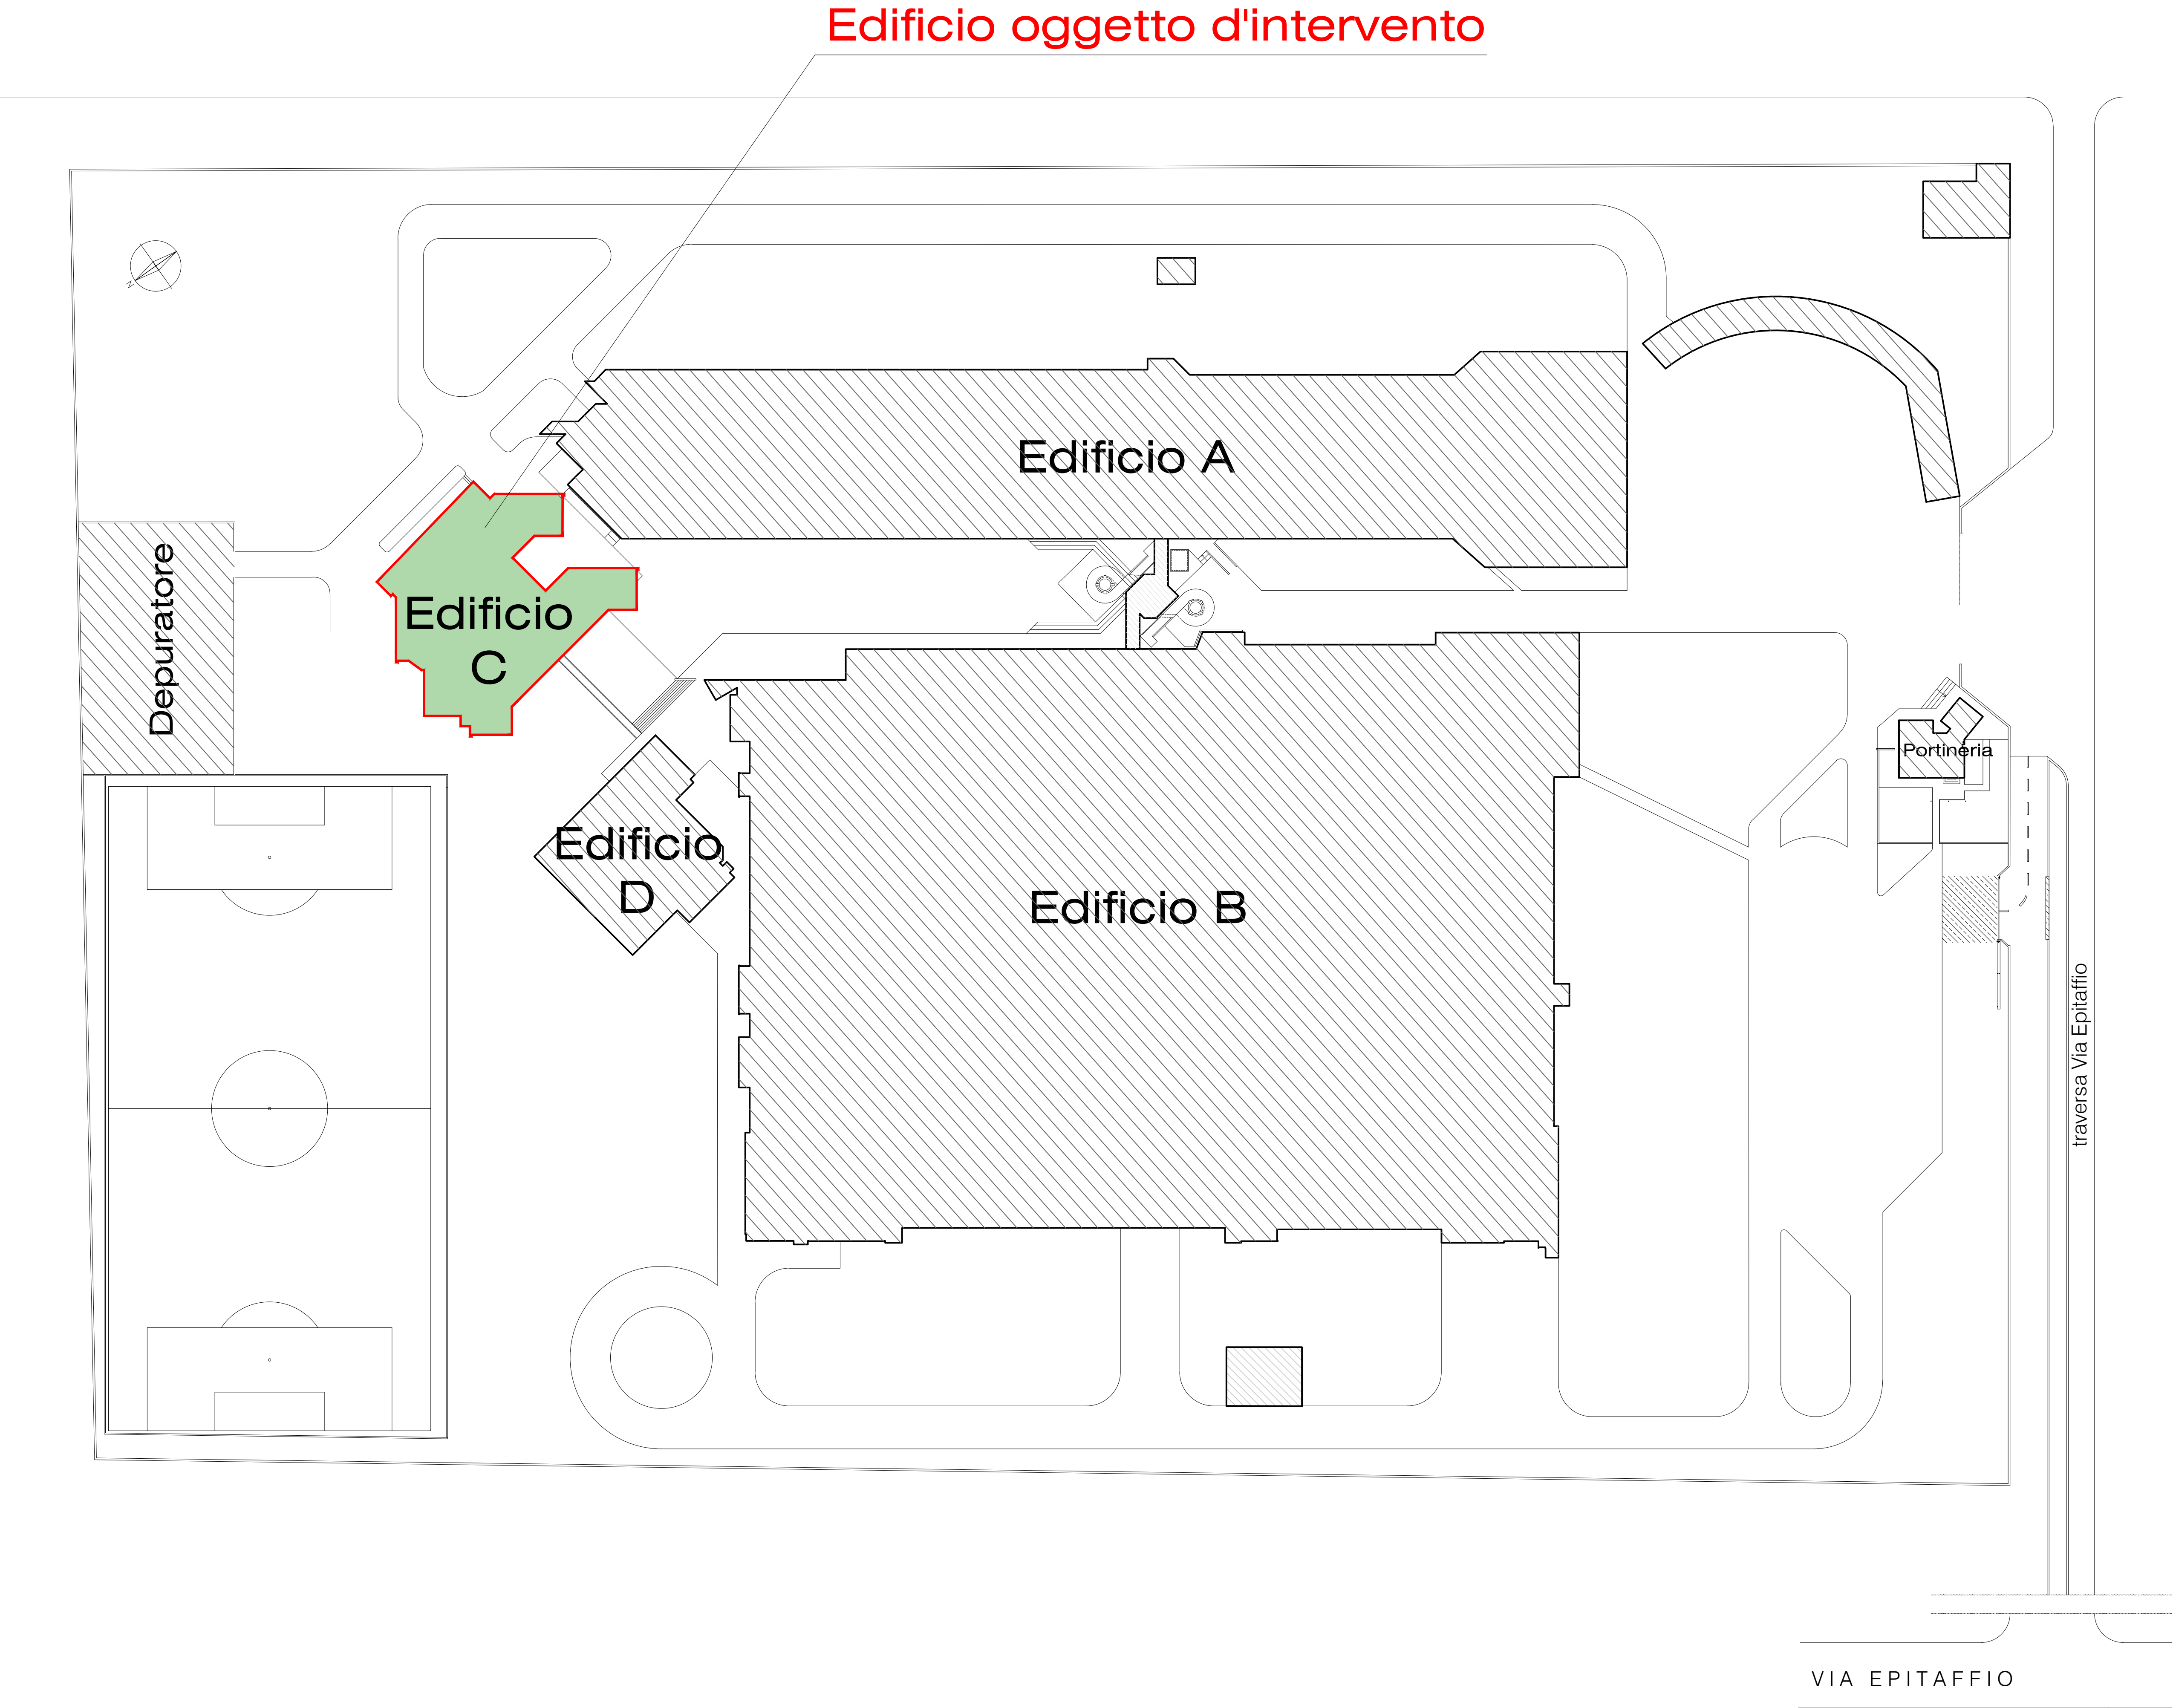 Edificio oggetto d'intervento
N
Edificio A
Edificio
C
Depuratore
Portineria
Edificio
D
Edificio B
traversa Via Epitaffio
VIA EPITAFFIO